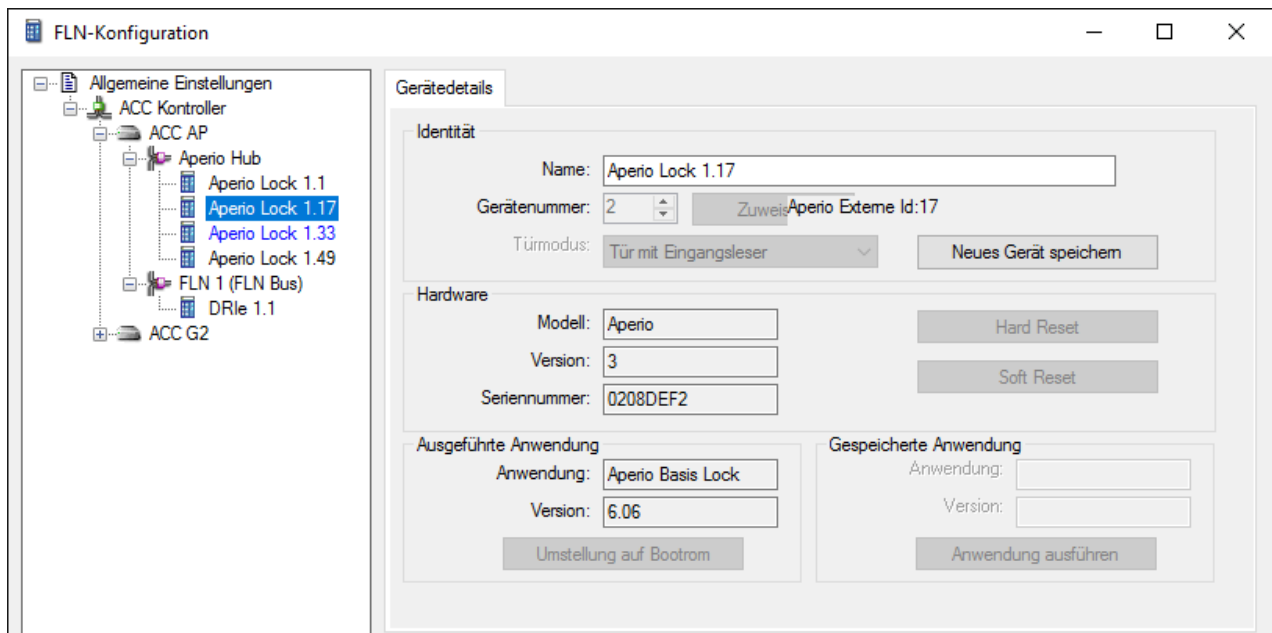 FLN-Konfiguration
Allgemeine Einstellungen
ACC Kontroller
ACC AP
Aperio Hub
Aperio Lock 1.1
Aperio Lock 1.17
Aperio Lock 1.33
Aperio Lock 1.49
FLN 1 (FLN Bus)
DRIe 1.1
ACC G2
Gerätedetails
Identität
Name: Aperio Lock 1.17
Gerätenummer: 2 Zuweis Aperio Externe Id:17
Türmodus: Tür mit Eingangsleser Neues Gerät speichern
Hardware
Modell: Aperio Hard Reset
Version: 3
Soft Reset
Seriennummer: 0208DEF2
Ausgeführte Anwendung
Anwendung: Aperio Basis Lock
Version: 6.06
Umstellung auf Bootrom
Gespeicherte Anwendung
Anwendung:
Version:
Anwendung ausführen